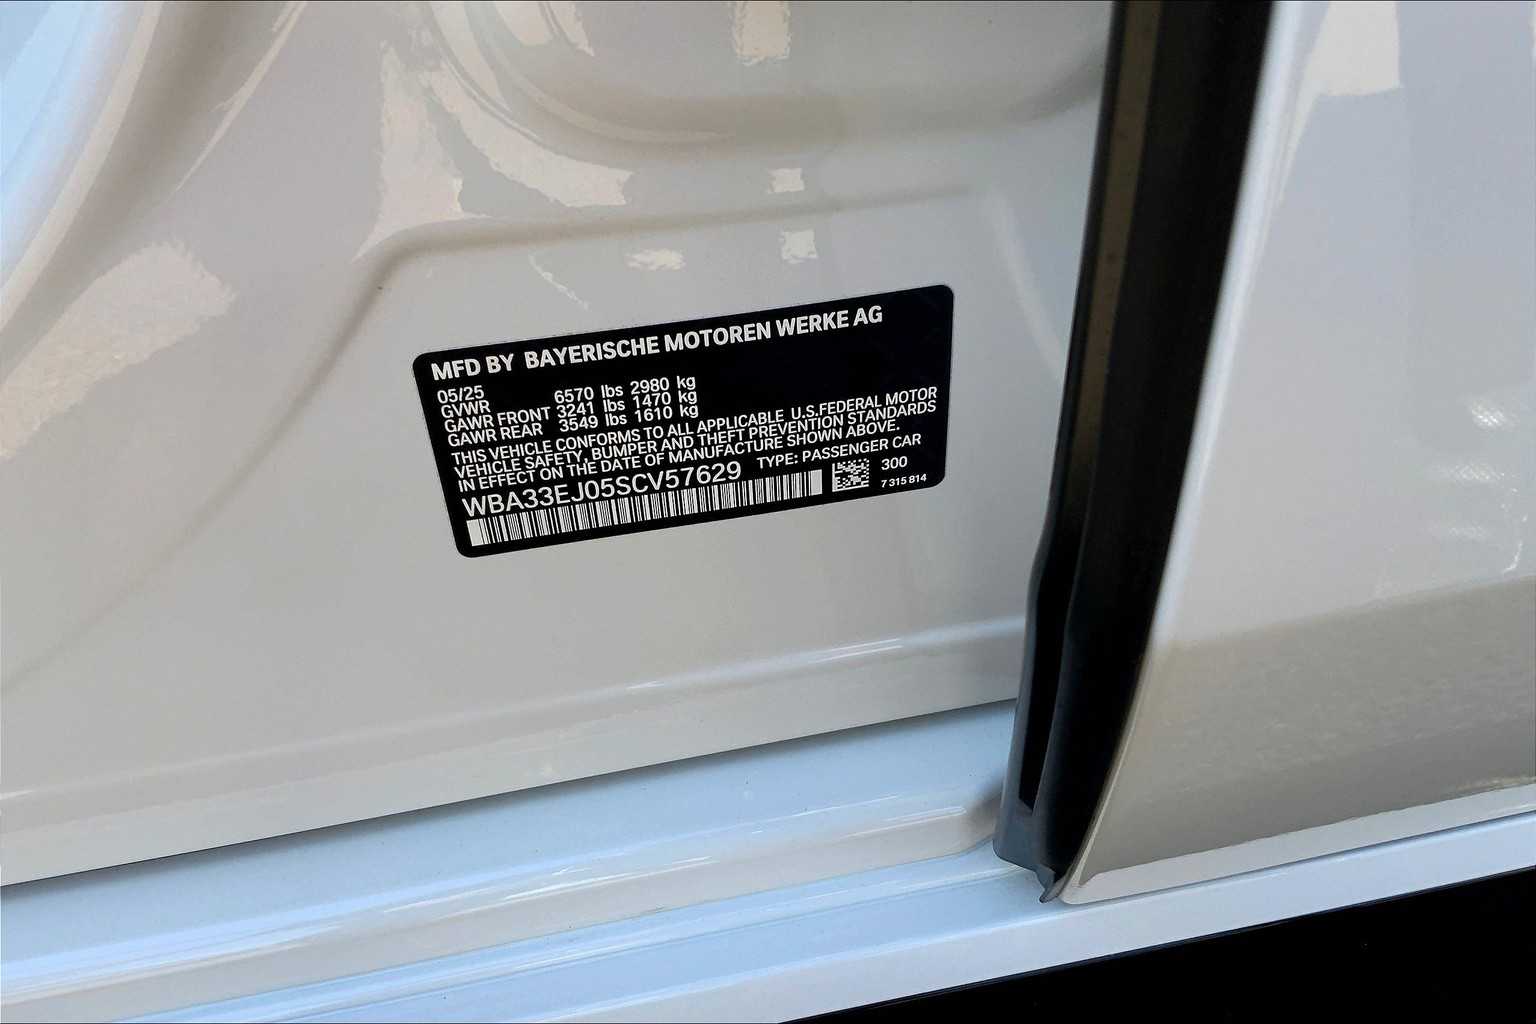 MFD BY BAYERISCHE MOTOREN WERKE AG
05/25
GVWR 6570 lbs 2980 kg
GAWR FRONT 3241 lbs 1470 kg
GAWR REAR 3549 lbs 1610 kg
THIS VEHICLE CONFORMS TO ALL APPLICABLE U.S.FEDERAL MOTOR
VEHICLE SAFETY, BUMPER AND THEFT PREVENTION STANDARDS
IN EFFECT ON THE DATE OF MANUFACTURE SHOWN ABOVE.
WBA33EJ05SCV57629 TYPE: PASSENGER CAR
300
7 315 814